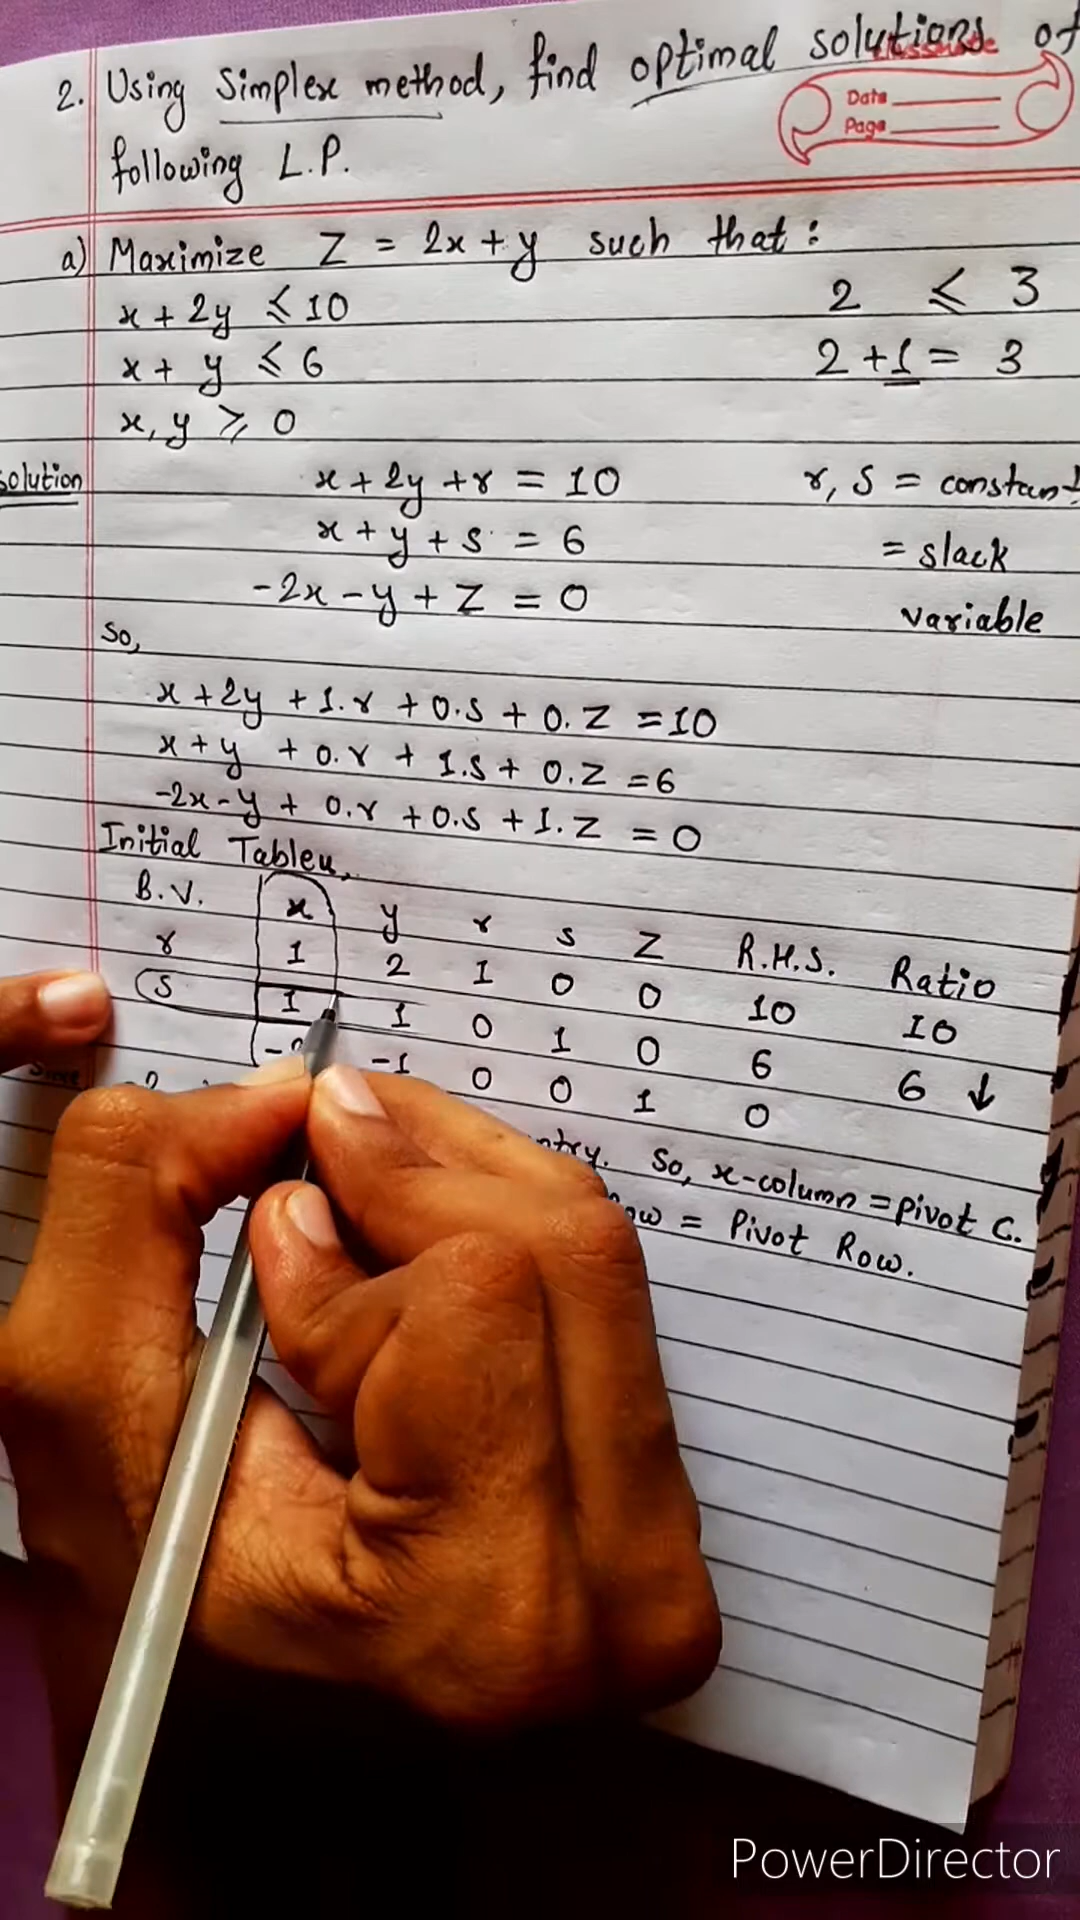 2. Using Simplex method, find optimal solutions of
Date
Page
following L.P.
a) Maximize Z = 2x + y such that :
x + 2y ≤ 10
2 ≤ 3
x + y ≤ 6
2 + 1 = 3
x, y ≥ 0
solution
x + 2y + r = 10
r, s = constant
x + y + s = 6
= slack
-2x - y + Z = 0
variable
So,
x + 2y + 1.r + 0.s + 0.Z = 10
x + y + 0.r + 1.s + 0.Z = 6
-2x - y + 0.r + 0.s + 1.Z = 0
Initial Tableu,
B.V. x y r s Z R.H.S. Ratio
r 1 2 1 0 0 10 10
s 1 1 0 1 0 6 6 ↓
-1 0 0 1 0
So, x-column = pivot C.
= Pivot Row.
PowerDirector